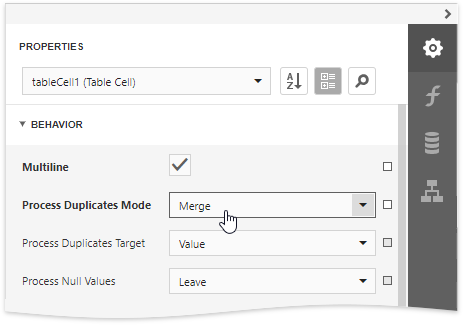 PROPERTIES
tableCell1 (Table Cell)
A
Z
BEHAVIOR
Multiline
Process Duplicates Mode Merge
Process Duplicates Target Value
Process Null Values Leave